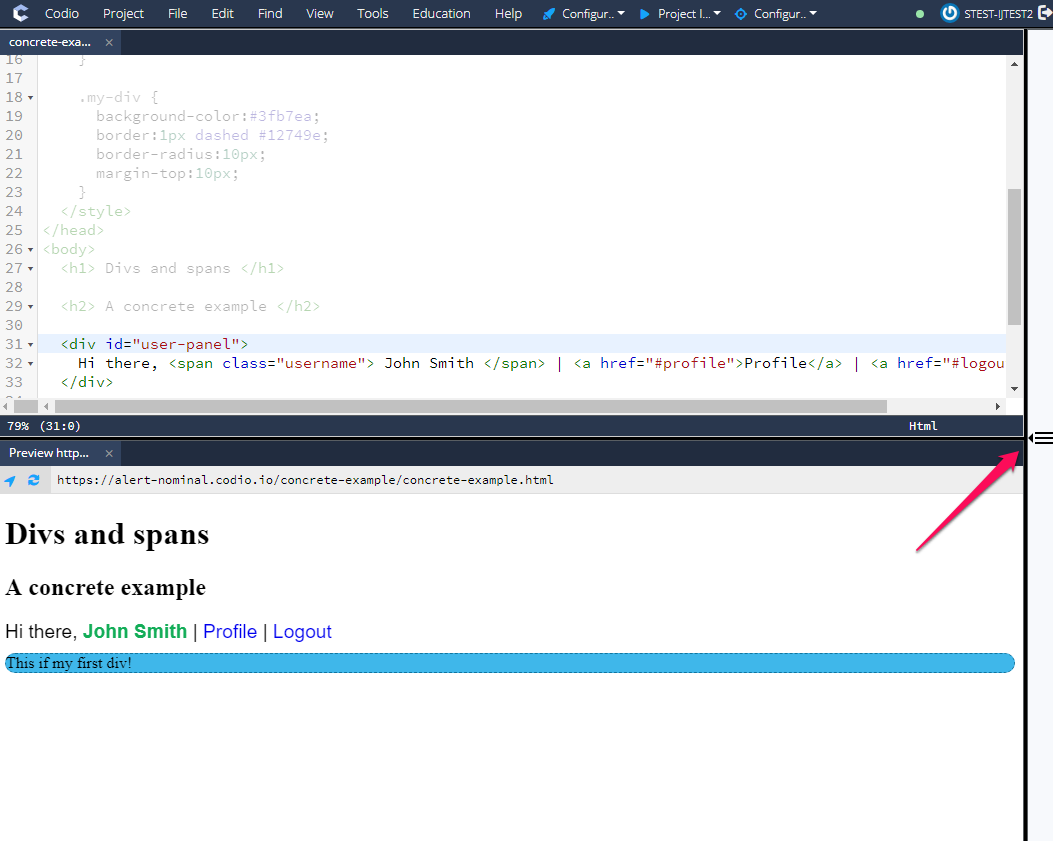 Codio Project File Edit Find View Tools Education Help Configur.. Project I... Configur.. STEST-IJTEST2
concrete-exa... ×
16 }
17
18 .my-div {
19 background-color:#3fb7ea;
20 border:1px dashed #12749e;
21 border-radius:10px;
22 margin-top:10px;
23 }
24 </style>
25 </head>
26 <body>
27 <h1> Divs and spans </h1>
28
29 <h2> A concrete example </h2>
30
31 <div id="user-panel">
32 Hi there, <span class="username"> John Smith </span> | <a href="#profile">Profile</a> | <a href="#logou
33 </div>
79% (31:0) Html
Preview http... ×
https://alert-nominal.codio.io/concrete-example/concrete-example.html
Divs and spans
A concrete example
Hi there, John Smith | Profile | Logout
This if my first div!